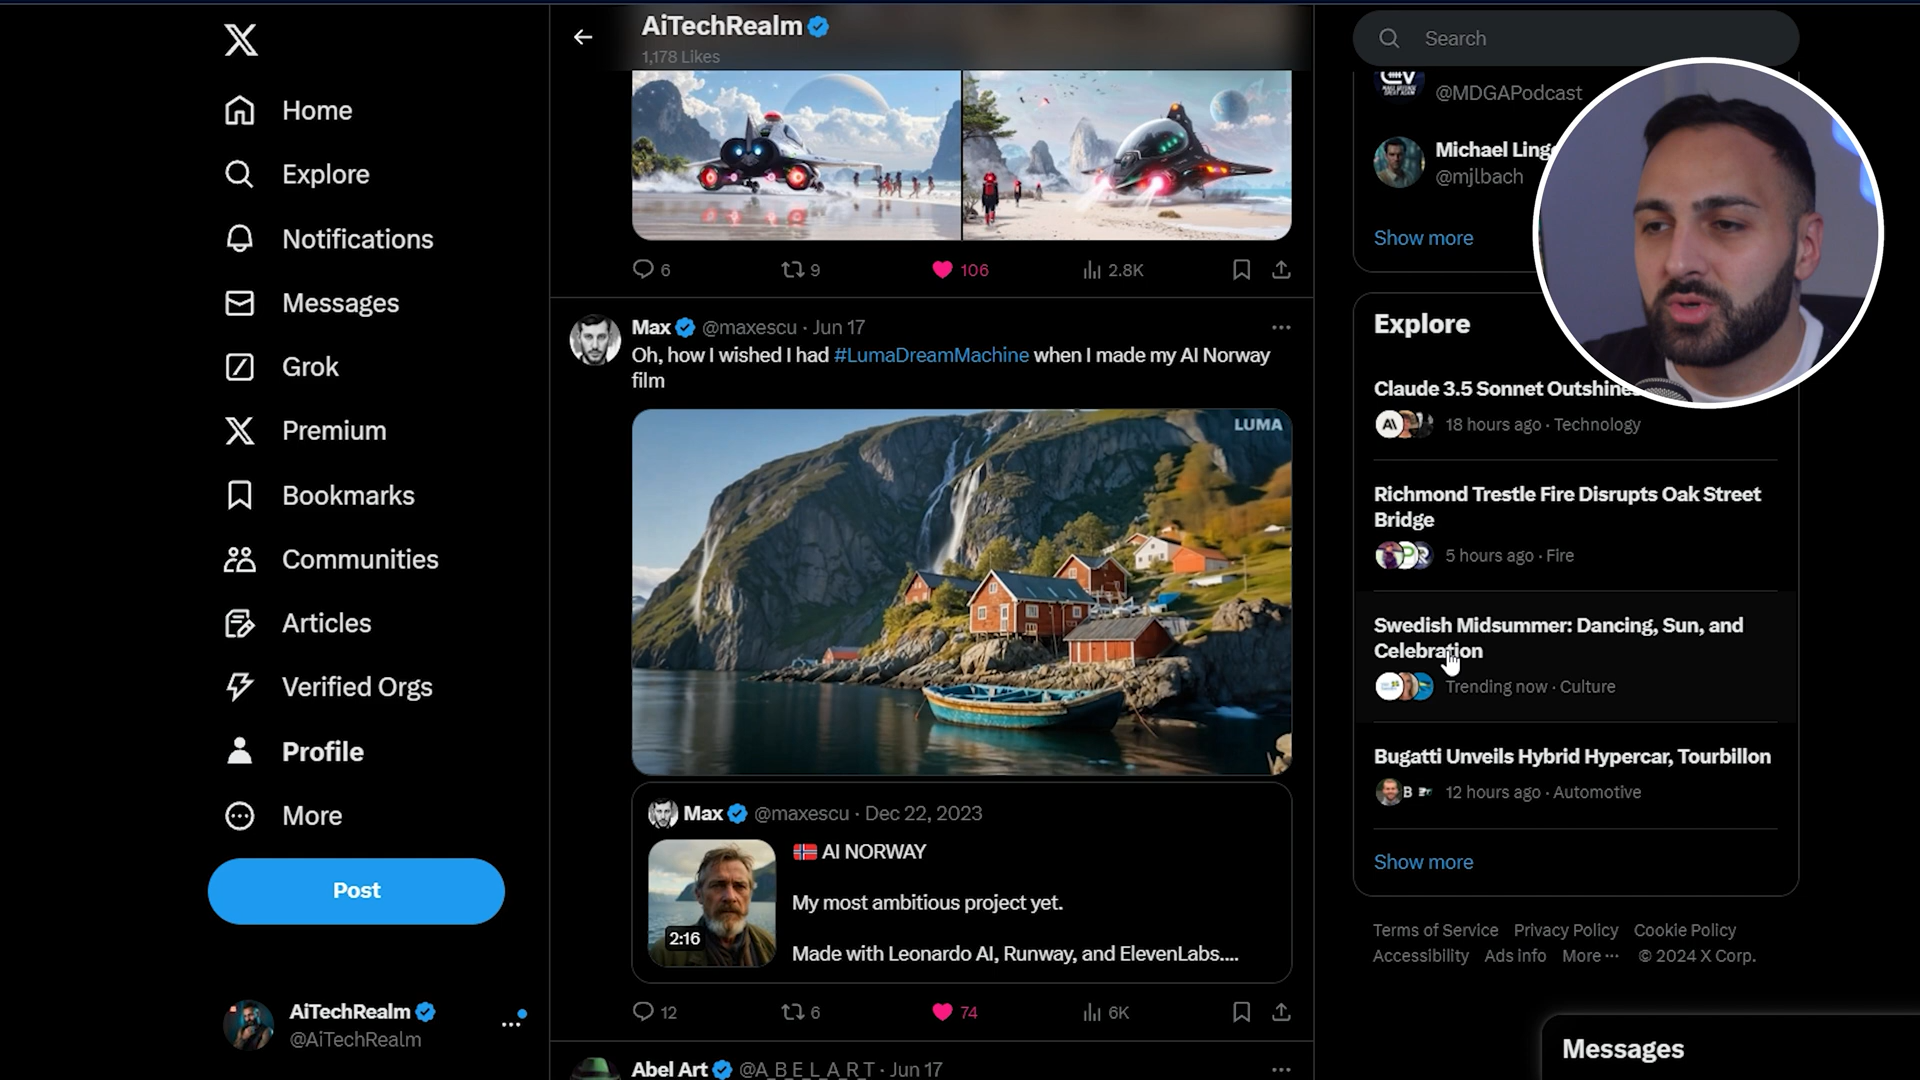 Home
Explore
Notifications
Messages
Grok
Premium
Bookmarks
Communities
Articles
Verified Orgs
Profile
More
Post
AiTechRealm
@AiTechRealm
AiTechRealm
1,178 Likes
6
9
106
2.8K
Max @maxescu · Jun 17
Oh, how I wished I had #LumaDreamMachine when I made my AI Norway
film
LUMA
Max @maxescu · Dec 22, 2023
AI NORWAY
My most ambitious project yet.
2:16
Made with Leonardo AI, Runway, and ElevenLabs....
12
6
74
6K
Abel Art @A_B_E_L_A_R_T · Jun 17
Search
@MDGAPodcast
Michael
@mjlbach
Show more
Explore
Claude 3.5 Sonnet
18 hours ago · Technology
Richmond Trestle Fire Disrupts Oak Street
Bridge
5 hours ago · Fire
Swedish Midsummer: Dancing, Sun, and
Celebration
Trending now · Culture
Bugatti Unveils Hybrid Hypercar, Tourbillon
12 hours ago · Automotive
Show more
Terms of Service Privacy Policy Cookie Policy
Accessibility Ads info More ··· © 2024 X Corp.
Messages